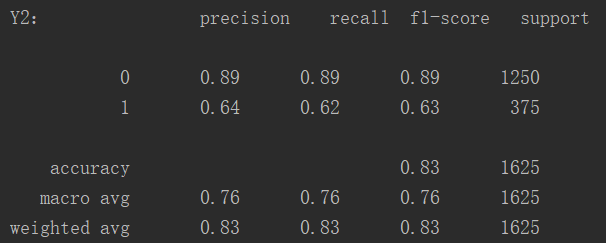 Y2: precision recall f1-score support
0 0.89 0.89 0.89 1250
1 0.64 0.62 0.63 375
accuracy 0.83 1625
macro avg 0.76 0.76 0.76 1625
weighted avg 0.83 0.83 0.83 1625